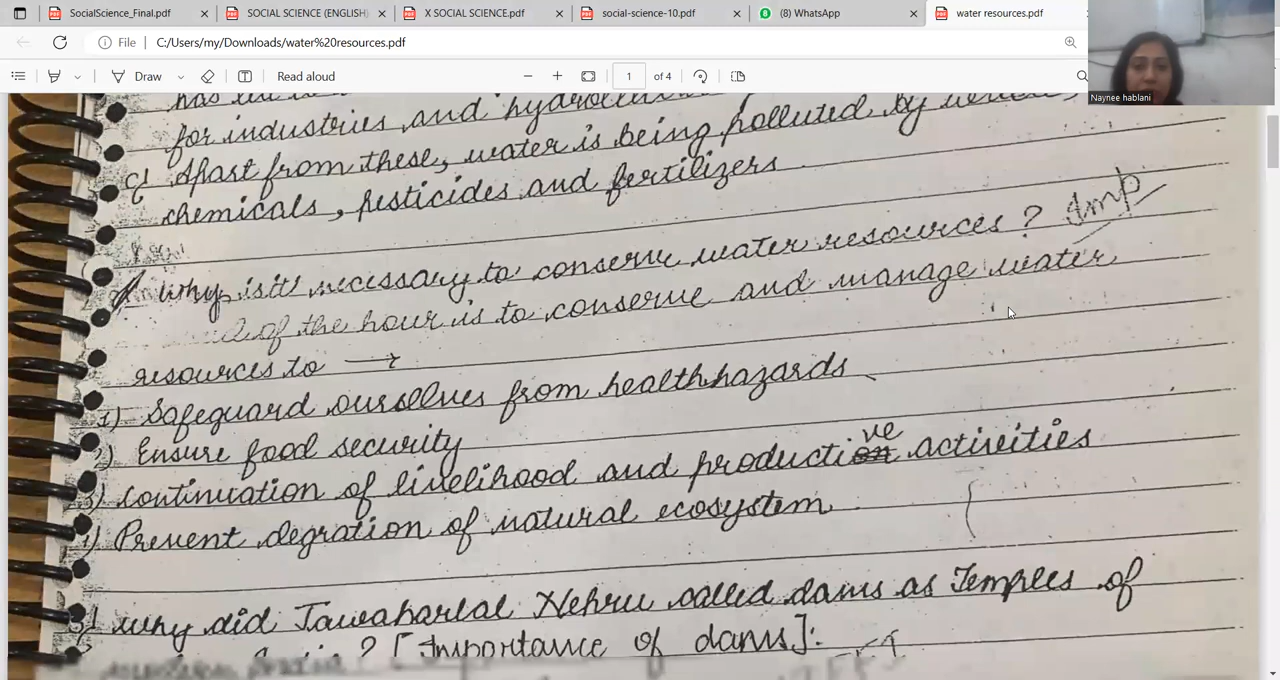 SocialScience_Final.pdf
SOCIAL SCIENCE (ENGLISH)
X SOCIAL SCIENCE.pdf
social-science-10.pdf
(8) WhatsApp
water resources.pdf
File C:/Users/my/Downloads/water%20resources.pdf
Draw Read aloud 1 of 4
Naynee hablani
for industries and
c) Apart from these, water is being polluted by
chemicals, pesticides and fertilizers
Why is it necessary to conserve water resources? Imp
of the hour is to conserve and manage water
resources to →
1) Safeguard ourselves from health hazards
2) Ensure food security
3) continuation of livelihood and productive activities
4) Prevent degration of natural ecosystem
Why did Jawaharlal Nehru called dams as Temples of
? [Importance of dams]: